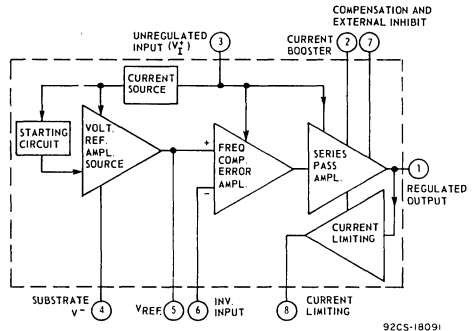 COMPENSATION AND
EXTERNAL INHIBIT
UNREGULATED
INPUT (V+I)
3
CURRENT
BOOSTER
2
7
CURRENT
SOURCE
STARTING
CIRCUIT
VOLT.
REF.
AMPL.
SOURCE
+
-
FREQ
COMP.
ERROR
AMPL.
SERIES
PASS
AMPL.
1
REGULATED
OUTPUT
CURRENT
LIMITING
SUBSTRATE
V-
4
VREF.
5
6
INV.
INPUT
8
CURRENT
LIMITING
92CS-18091